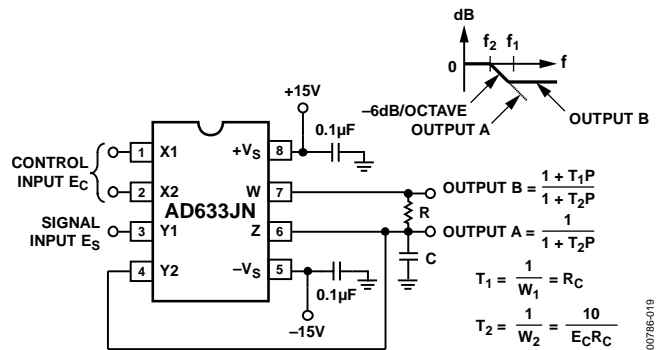 dB
f2 f1
0
f
–6dB/OCTAVE
OUTPUT A
OUTPUT B
+15V
0.1µF
CONTROL
INPUT EC
SIGNAL
INPUT ES
1 X1
2 X2
3 Y1
4 Y2
AD633JN
+VS 8
W 7
Z 6
–VS 5
R
C
0.1µF
–15V
OUTPUT B = 1 + T1P / 1 + T2P
OUTPUT A = 1 / 1 + T2P
T1 = 1 / W1 = RC
T2 = 1 / W2 = 10 / ECRC
00786-019